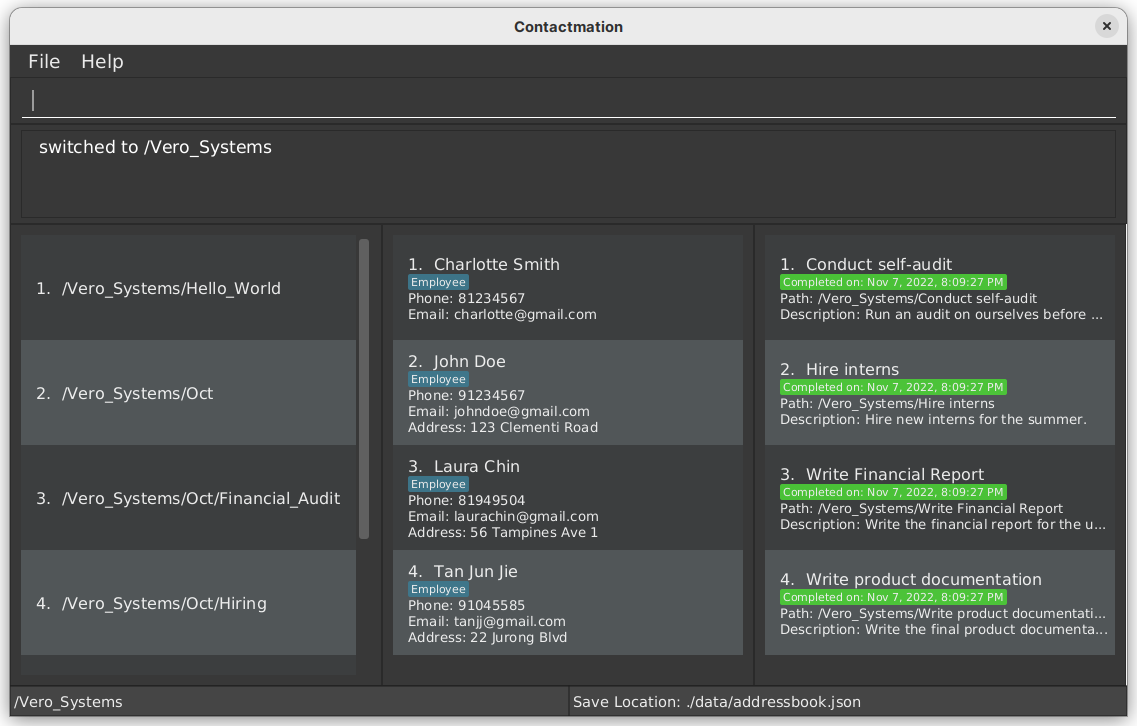 Contactmation
File Help
switched to /Vero_Systems
1. /Vero_Systems/Hello_World
2. /Vero_Systems/Oct
3. /Vero_Systems/Oct/Financial_Audit
4. /Vero_Systems/Oct/Hiring
1. Charlotte Smith
Employee
Phone: 81234567
Email: charlotte@gmail.com
2. John Doe
Employee
Phone: 91234567
Email: johndoe@gmail.com
Address: 123 Clementi Road
3. Laura Chin
Employee
Phone: 81949504
Email: laurachin@gmail.com
Address: 56 Tampines Ave 1
4. Tan Jun Jie
Employee
Phone: 91045585
Email: tanjj@gmail.com
Address: 22 Jurong Blvd
1. Conduct self-audit
Completed on: Nov 7, 2022, 8:09:27 PM
Path: /Vero_Systems/Conduct self-audit
Description: Run an audit on ourselves before ...
2. Hire interns
Completed on: Nov 7, 2022, 8:09:27 PM
Path: /Vero_Systems/Hire interns
Description: Hire new interns for the summer.
3. Write Financial Report
Completed on: Nov 7, 2022, 8:09:27 PM
Path: /Vero_Systems/Write Financial Report
Description: Write the financial report for the u...
4. Write product documentation
Completed on: Nov 7, 2022, 8:09:27 PM
Path: /Vero_Systems/Write product documentati...
Description: Write the final product documenta...
/Vero_Systems
Save Location: ./data/addressbook.json